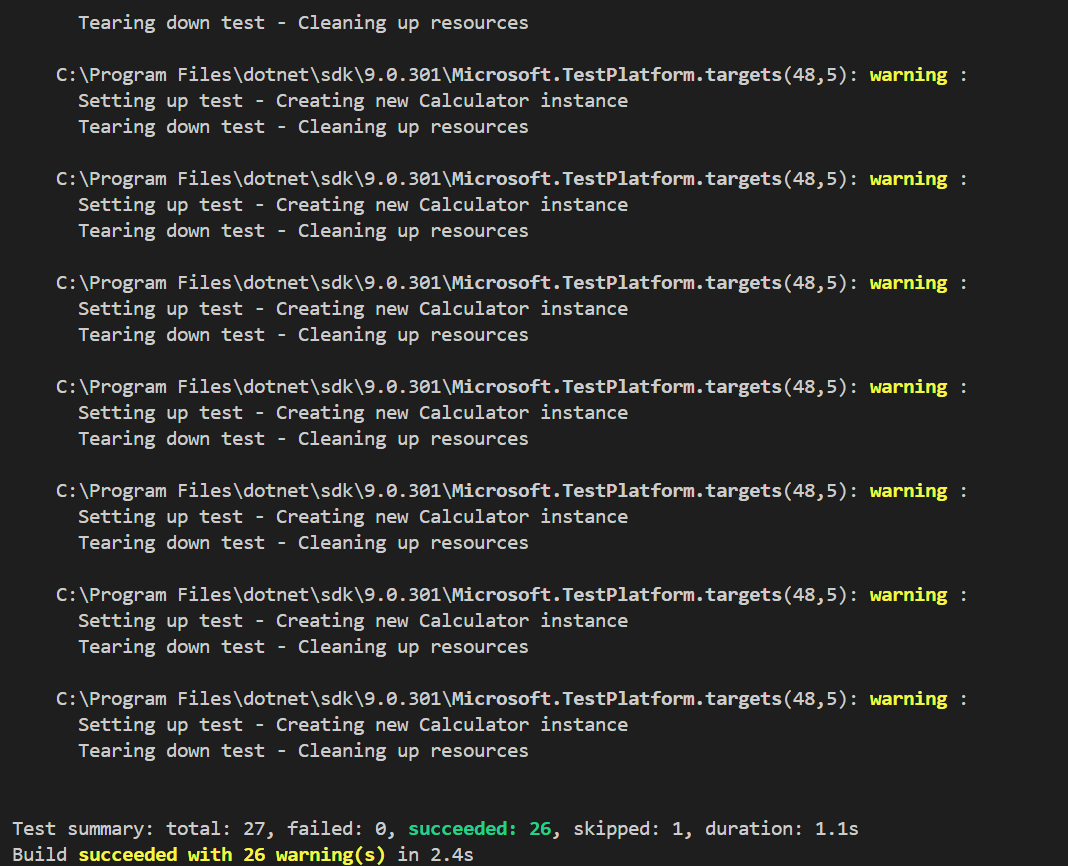 Tearing down test - Cleaning up resources
C:\Program Files\dotnet\sdk\9.0.301\Microsoft.TestPlatform.targets(48,5): warning :
Setting up test - Creating new Calculator instance
Tearing down test - Cleaning up resources
C:\Program Files\dotnet\sdk\9.0.301\Microsoft.TestPlatform.targets(48,5): warning :
Setting up test - Creating new Calculator instance
Tearing down test - Cleaning up resources
C:\Program Files\dotnet\sdk\9.0.301\Microsoft.TestPlatform.targets(48,5): warning :
Setting up test - Creating new Calculator instance
Tearing down test - Cleaning up resources
C:\Program Files\dotnet\sdk\9.0.301\Microsoft.TestPlatform.targets(48,5): warning :
Setting up test - Creating new Calculator instance
Tearing down test - Cleaning up resources
C:\Program Files\dotnet\sdk\9.0.301\Microsoft.TestPlatform.targets(48,5): warning :
Setting up test - Creating new Calculator instance
Tearing down test - Cleaning up resources
C:\Program Files\dotnet\sdk\9.0.301\Microsoft.TestPlatform.targets(48,5): warning :
Setting up test - Creating new Calculator instance
Tearing down test - Cleaning up resources
C:\Program Files\dotnet\sdk\9.0.301\Microsoft.TestPlatform.targets(48,5): warning :
Setting up test - Creating new Calculator instance
Tearing down test - Cleaning up resources
Test summary: total: 27, failed: 0, succeeded: 26, skipped: 1, duration: 1.1s
Build succeeded with 26 warning(s) in 2.4s